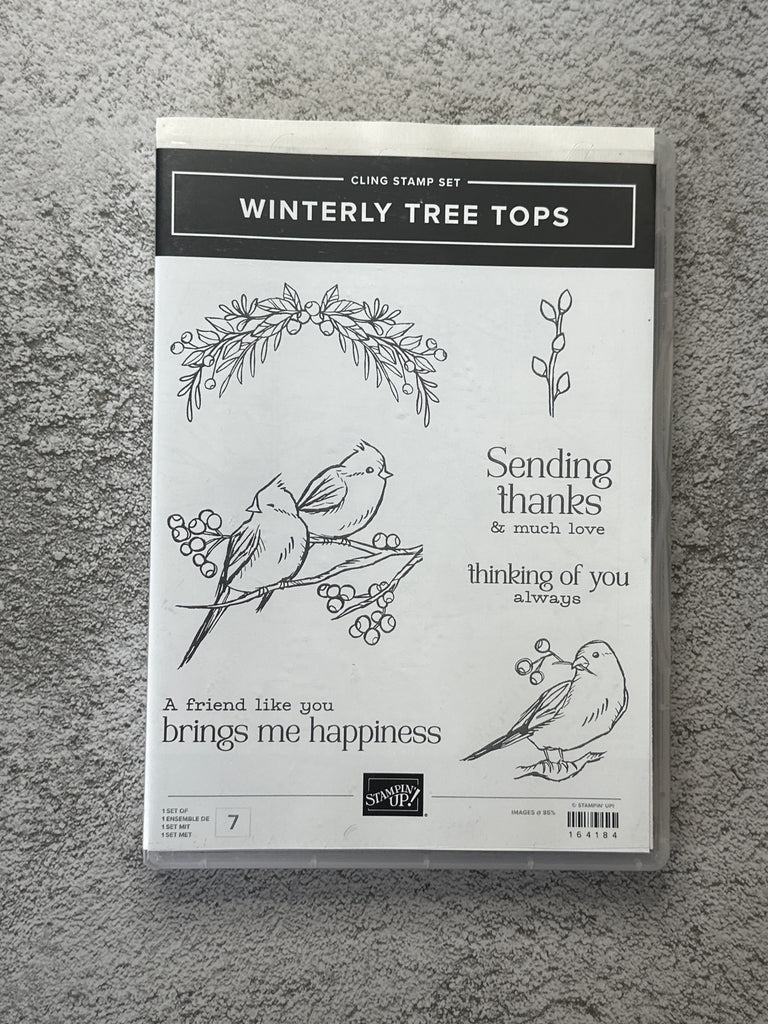 CLING STAMP SET
WINTERLY TREE TOPS
Sending
thanks
& much love
thinking of you
always
A friend like you
brings me happiness
STAMPIN'
UP!®
1 SET OF
1 ENSEMBLE DE
1 SET MIT
1 SET MET
7
IMAGES @ 85%
© STAMPIN' UP!
164184